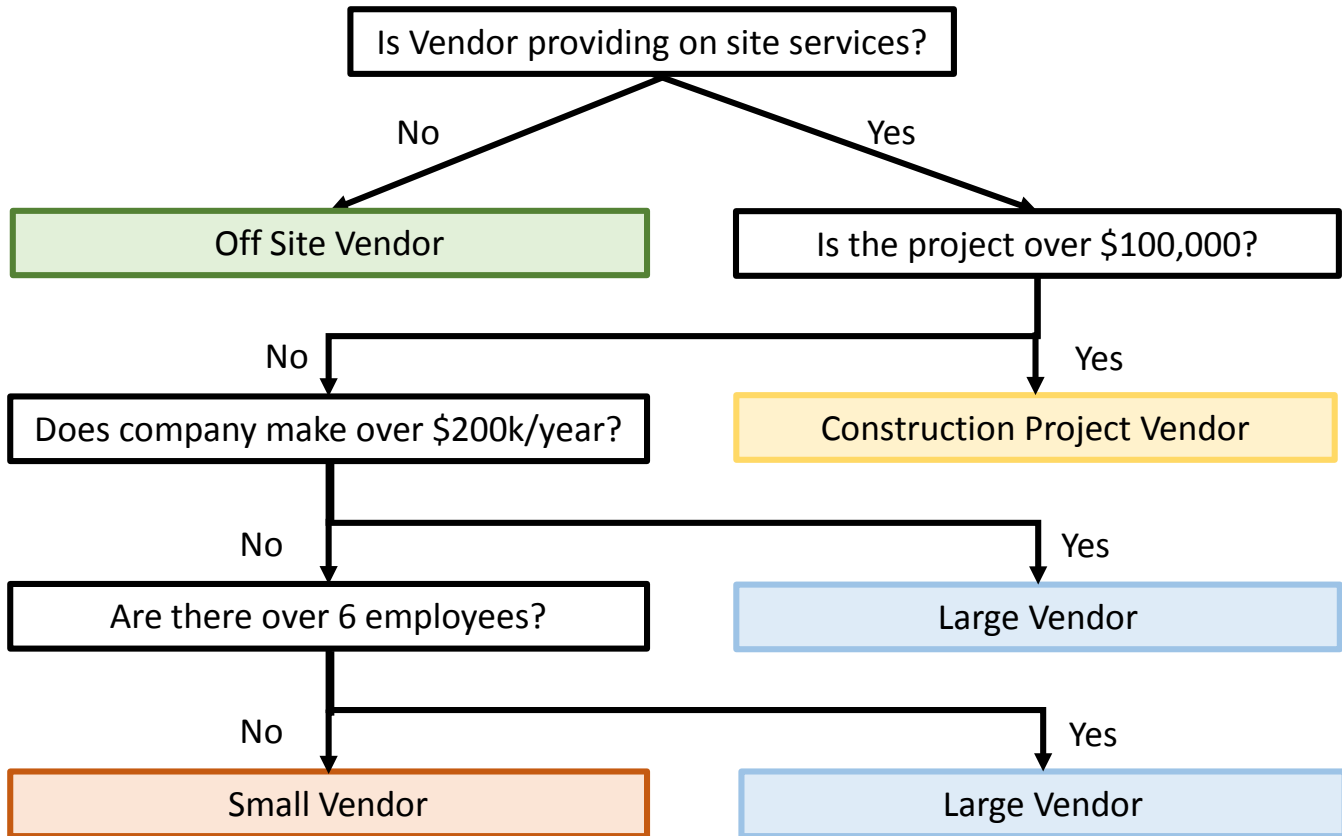 Is Vendor providing on site services?
No
Yes
Off Site Vendor
Is the project over $100,000?
No
Yes
Does company make over $200k/year?
Construction Project Vendor
No
Yes
Are there over 6 employees?
Large Vendor
No
Yes
Small Vendor
Large Vendor